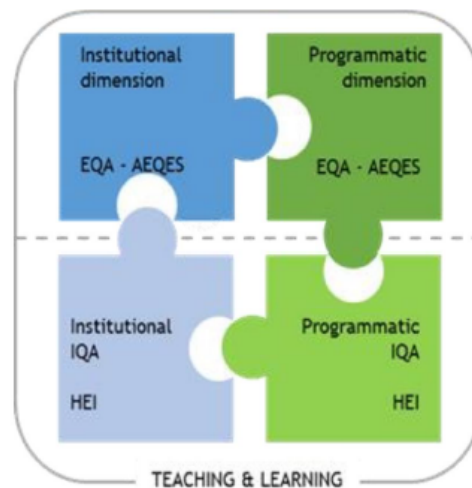 Institutional
dimension
EQA - AEQES
Programmatic
dimension
EQA - AEQES
Institutional
IQA
HEI
Programmatic
IQA
HEI
TEACHING & LEARNING